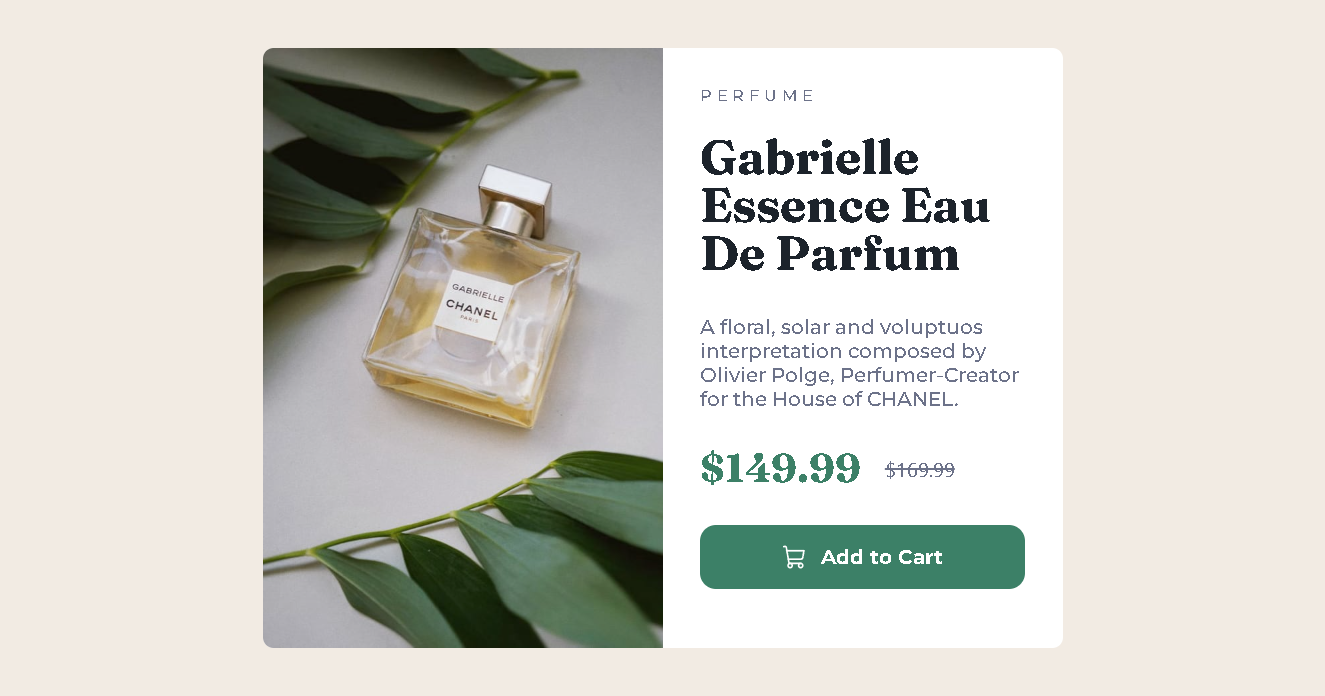 PERFUME
Gabrielle
Essence Eau
De Parfum
A floral, solar and voluptuos
interpretation composed by
Olivier Polge, Perfumer-Creator
for the House of CHANEL.
$149.99 $169.99
Add to Cart
GABRIELLE
CHANEL
PARIS